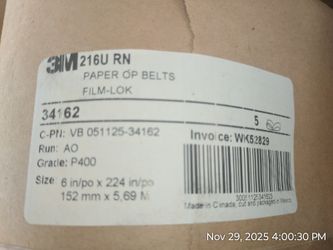 3M 216U RN
PAPER OP BELTS
FILM-LOK
34162
5
C-PN: VB 051125-34162
Invoice: WK52829
Run: AO
Grade: P400
Size: 6 in/po x 224 in/po
152 mm x 5,69 M
Made in Canada, cut and packaged in Mexico
Nov 29, 2025 4:00:30 PM